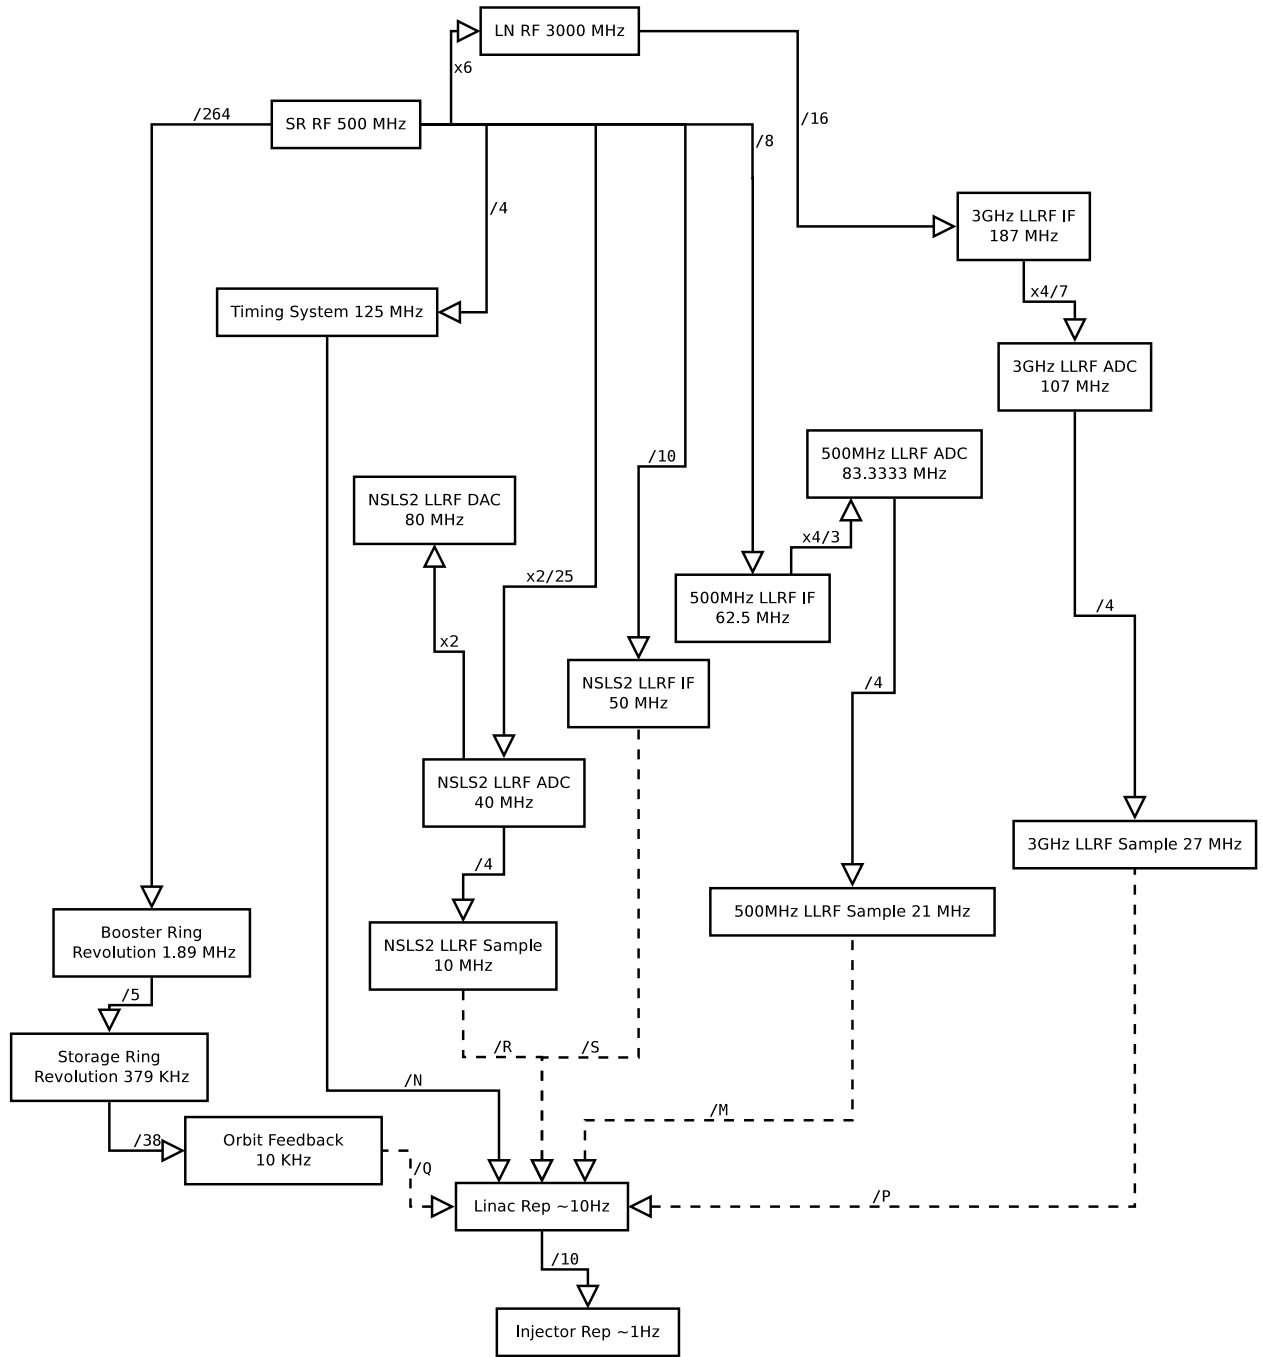 LN RF 3000 MHz
x6
/264
SR RF 500 MHz
/16
/8
/4
3GHz LLRF IF
187 MHz
x4/7
Timing System 125 MHz
3GHz LLRF ADC
107 MHz
/10
500MHz LLRF ADC
83.3333 MHz
NSLS2 LLRF DAC
80 MHz
x4/3
x2/25
500MHz LLRF IF
62.5 MHz
/4
x2
NSLS2 LLRF IF
50 MHz
/4
NSLS2 LLRF ADC
40 MHz
3GHz LLRF Sample 27 MHz
/4
500MHz LLRF Sample 21 MHz
Booster Ring
Revolution 1.89 MHz
NSLS2 LLRF Sample
10 MHz
/5
Storage Ring
Revolution 379 KHz
/R
/S
/N
/M
/38
Orbit Feedback
10 KHz
/Q
/P
Linac Rep ~10Hz
/10
Injector Rep ~1Hz